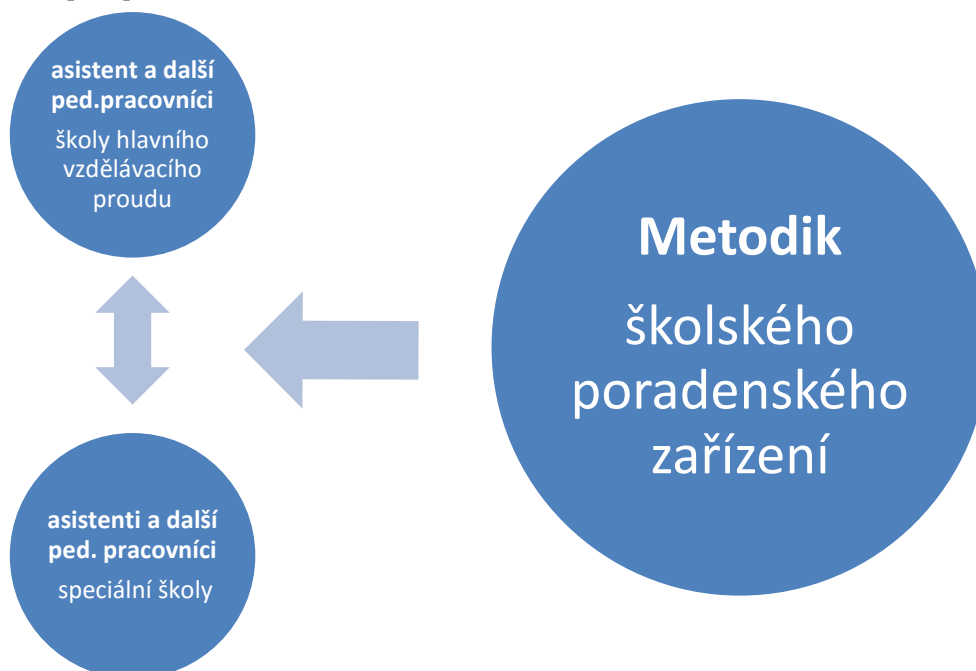 asistent a další
ped.pracovníci
školy hlavního
vzdělávacího
proudu
Metodik
školského
poradenského
zařízení
asistenti a další
ped. pracovníci
speciální školy